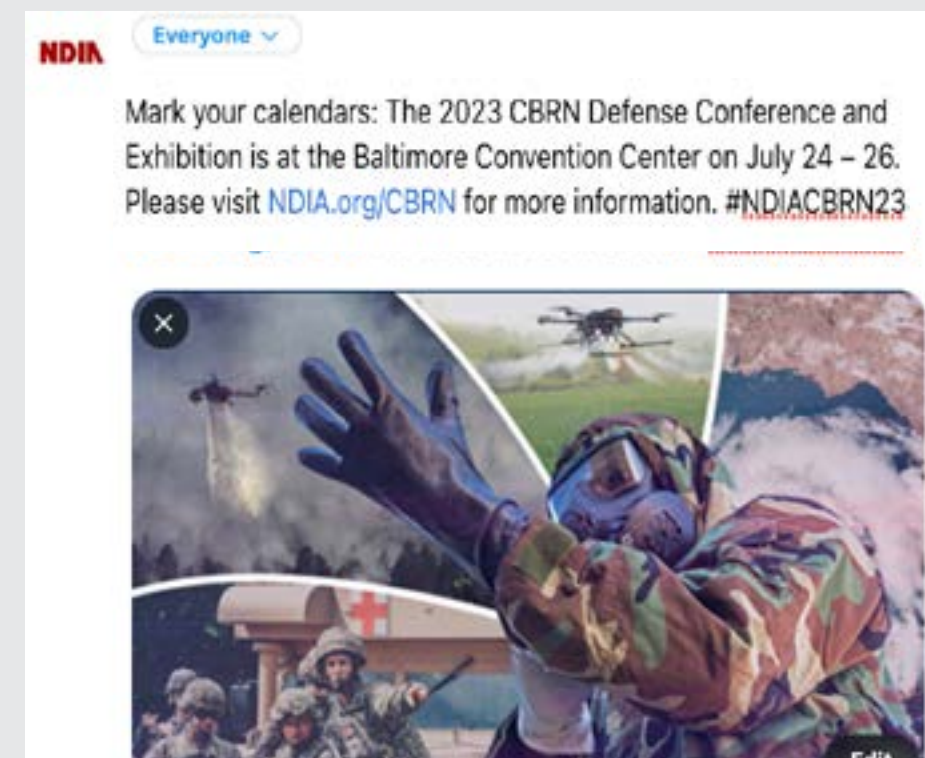 Everyone
NDIA
Mark your calendars: The 2023 CBRN Defense Conference and
Exhibition is at the Baltimore Convention Center on July 24 – 26.
Please visit NDIA.org/CBRN for more information. #NDIACBRN23
Edit